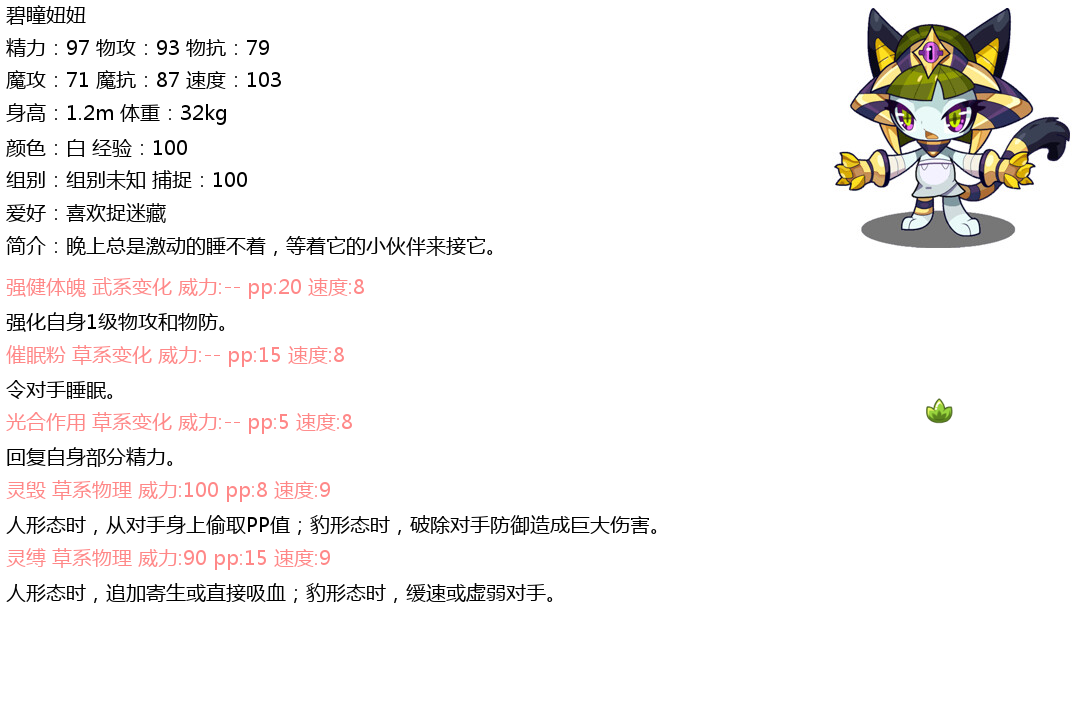 碧瞳妞妞
精力：97 物攻：93 物抗：79
魔攻：71 魔抗：87 速度：103
身高：1.2m 体重：32kg
颜色：白 经验：100
组别：组别未知 捕捉：100
爱好：喜欢捉迷藏
简介：晚上总是激动的睡不着，等着它的小伙伴来接它。
强健体魄 武系变化 威力:-- pp:20 速度:8
强化自身1级物攻和物防。
催眠粉 草系变化 威力:-- pp:15 速度:8
令对手睡眠。
光合作用 草系变化 威力:-- pp:5 速度:8
回复自身部分精力。
灵毁 草系物理 威力:100 pp:8 速度:9
人形态时，从对手身上偷取PP值；豹形态时，破除对手防御造成巨大伤害。
灵缚 草系物理 威力:90 pp:15 速度:9
人形态时，追加寄生或直接吸血；豹形态时，缓速或虚弱对手。